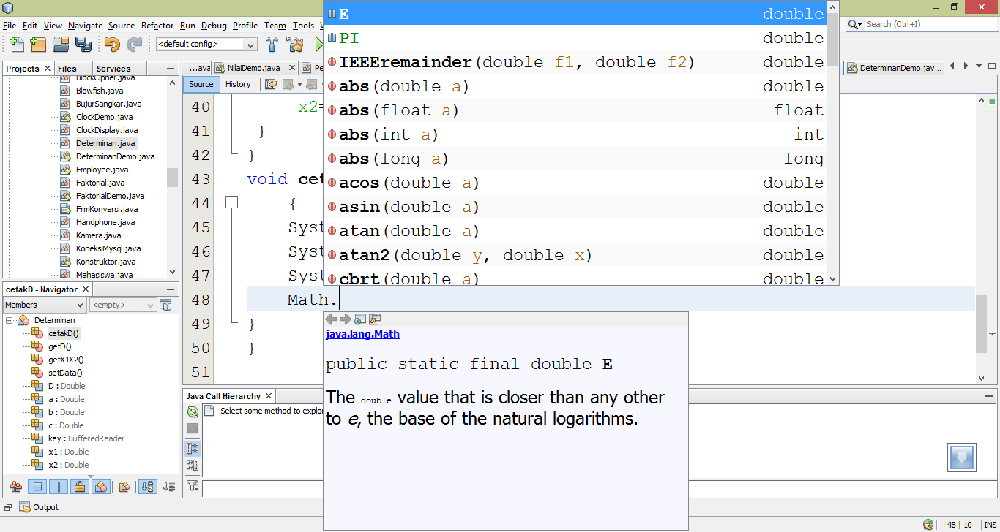 File Edit View Navigate Source Refactor Run Debug Profile Team Tools
Search (Ctrl+I)
<default config>
Projects Files Services
BlockCipher.java
Blowfish.java
BujurSangkar.java
ClockDemo.java
ClockDisplay.java
Determinan.java
DeterminanDemo.java
Employee.java
Faktorial.java
FaktorialDemo.java
FrmKonversi.java
Handphone.java
Kamera.java
KoneksiMysql.java
Konstruktor.java
Mahasiswa.java
cetakD - Navigator
Members <empty>
Determinan
cetakD()
getD()
getX1X2()
setData()
D : Double
a : Double
b : Double
c : Double
key : BufferedReader
x1 : Double
x2 : Double
Output
...ava NilaiDemo.java Pe
DeterminanDemo.jav...
Source History
40 x2=
41 }
42 }
43 void cet
44 {
45 Syst
46 Syst
47 Syst
48 Math.
49 }
50 }
51
E double
PI double
IEEEremainder(double f1, double f2) double
abs(double a) double
abs(float a) float
abs(int a) int
abs(long a) long
acos(double a) double
asin(double a) double
atan(double a) double
atan2(double y, double x) double
cbrt(double a) double
java.lang.Math
public static final double E
The double value that is closer than any other
to e, the base of the natural logarithms.
Java Call Hierarchy
Select some method to explor
48 | 10 INS